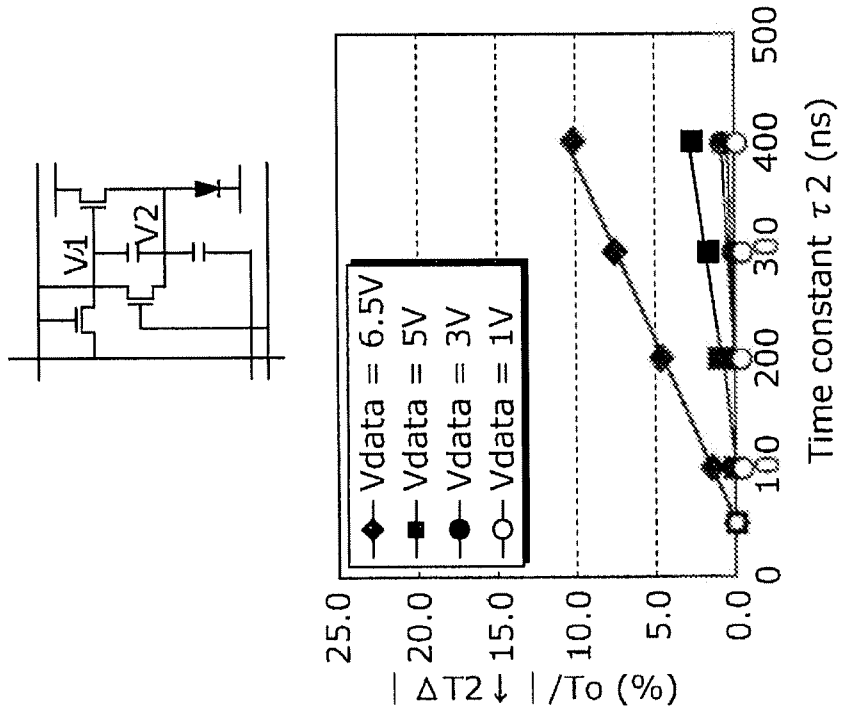 V1
V2
25.0
20.0
15.0
10.0
5.0
0.0
| ΔT2↓ | /To (%)
Vdata = 6.5V
Vdata = 5V
Vdata = 3V
Vdata = 1V
0
100
200
300
400
500
Time constant τ2 (ns)